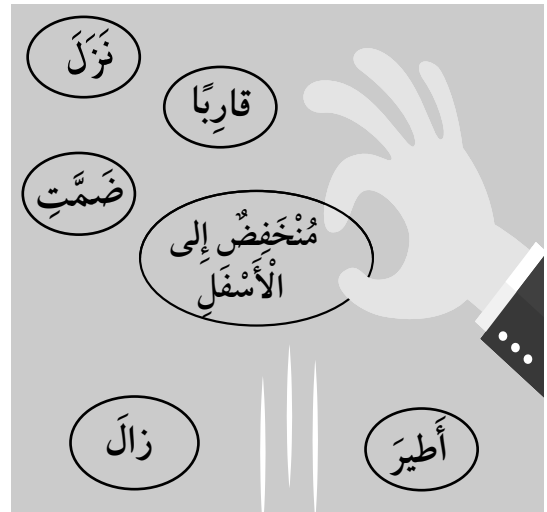 نَزَلَ
قارِبًا
ضَمَّتِ
مُنْخَفِضٌ إِلى
الْأَسْفَلِ
زالَ
أَطيرَ